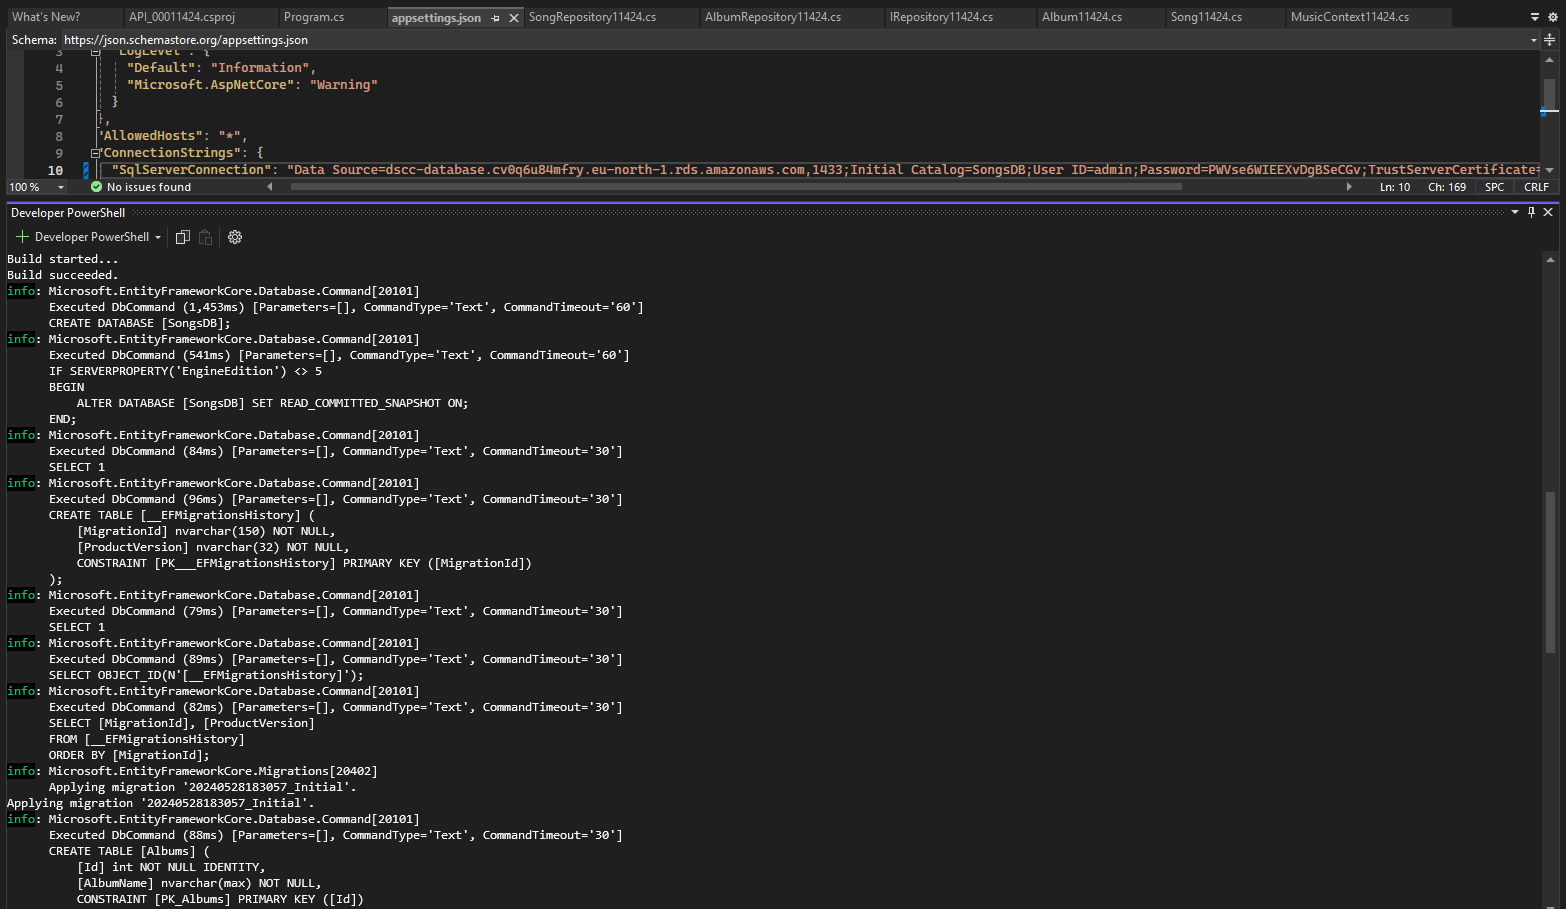 What's New? API_00011424.csproj Program.cs appsettings.json SongRepository11424.cs AlbumRepository11424.cs IRepository11424.cs Album11424.cs Song11424.cs MusicContext11424.cs
Schema: https://json.schemastore.org/appsettings.json
3 "LogLevel": {
4 "Default": "Information",
5 "Microsoft.AspNetCore": "Warning"
6 }
7 },
8 "AllowedHosts": "*",
9 "ConnectionStrings": {
10 "SqlServerConnection": "Data Source=dscc-database.cv0q6u84mfry.eu-north-1.rds.amazonaws.com,1433;Initial Catalog=SongsDB;User ID=admin;Password=PWVse6WIEEXvDgBSeCGv;TrustServerCertificate=
100 % No issues found Ln: 10 Ch: 169 SPC CRLF
Developer PowerShell
Developer PowerShell
Build started...
Build succeeded.
info: Microsoft.EntityFrameworkCore.Database.Command[20101]
Executed DbCommand (1,453ms) [Parameters=[], CommandType='Text', CommandTimeout='60']
CREATE DATABASE [SongsDB];
info: Microsoft.EntityFrameworkCore.Database.Command[20101]
Executed DbCommand (541ms) [Parameters=[], CommandType='Text', CommandTimeout='60']
IF SERVERPROPERTY('EngineEdition') <> 5
BEGIN
ALTER DATABASE [SongsDB] SET READ_COMMITTED_SNAPSHOT ON;
END;
info: Microsoft.EntityFrameworkCore.Database.Command[20101]
Executed DbCommand (84ms) [Parameters=[], CommandType='Text', CommandTimeout='30']
SELECT 1
info: Microsoft.EntityFrameworkCore.Database.Command[20101]
Executed DbCommand (96ms) [Parameters=[], CommandType='Text', CommandTimeout='30']
CREATE TABLE [__EFMigrationsHistory] (
[MigrationId] nvarchar(150) NOT NULL,
[ProductVersion] nvarchar(32) NOT NULL,
CONSTRAINT [PK___EFMigrationsHistory] PRIMARY KEY ([MigrationId])
);
info: Microsoft.EntityFrameworkCore.Database.Command[20101]
Executed DbCommand (79ms) [Parameters=[], CommandType='Text', CommandTimeout='30']
SELECT 1
info: Microsoft.EntityFrameworkCore.Database.Command[20101]
Executed DbCommand (89ms) [Parameters=[], CommandType='Text', CommandTimeout='30']
SELECT OBJECT_ID(N'[__EFMigrationsHistory]');
info: Microsoft.EntityFrameworkCore.Database.Command[20101]
Executed DbCommand (82ms) [Parameters=[], CommandType='Text', CommandTimeout='30']
SELECT [MigrationId], [ProductVersion]
FROM [__EFMigrationsHistory]
ORDER BY [MigrationId];
info: Microsoft.EntityFrameworkCore.Migrations[20402]
Applying migration '20240528183057_Initial'.
Applying migration '20240528183057_Initial'.
info: Microsoft.EntityFrameworkCore.Database.Command[20101]
Executed DbCommand (88ms) [Parameters=[], CommandType='Text', CommandTimeout='30']
CREATE TABLE [Albums] (
[Id] int NOT NULL IDENTITY,
[AlbumName] nvarchar(max) NOT NULL,
CONSTRAINT [PK_Albums] PRIMARY KEY ([Id])